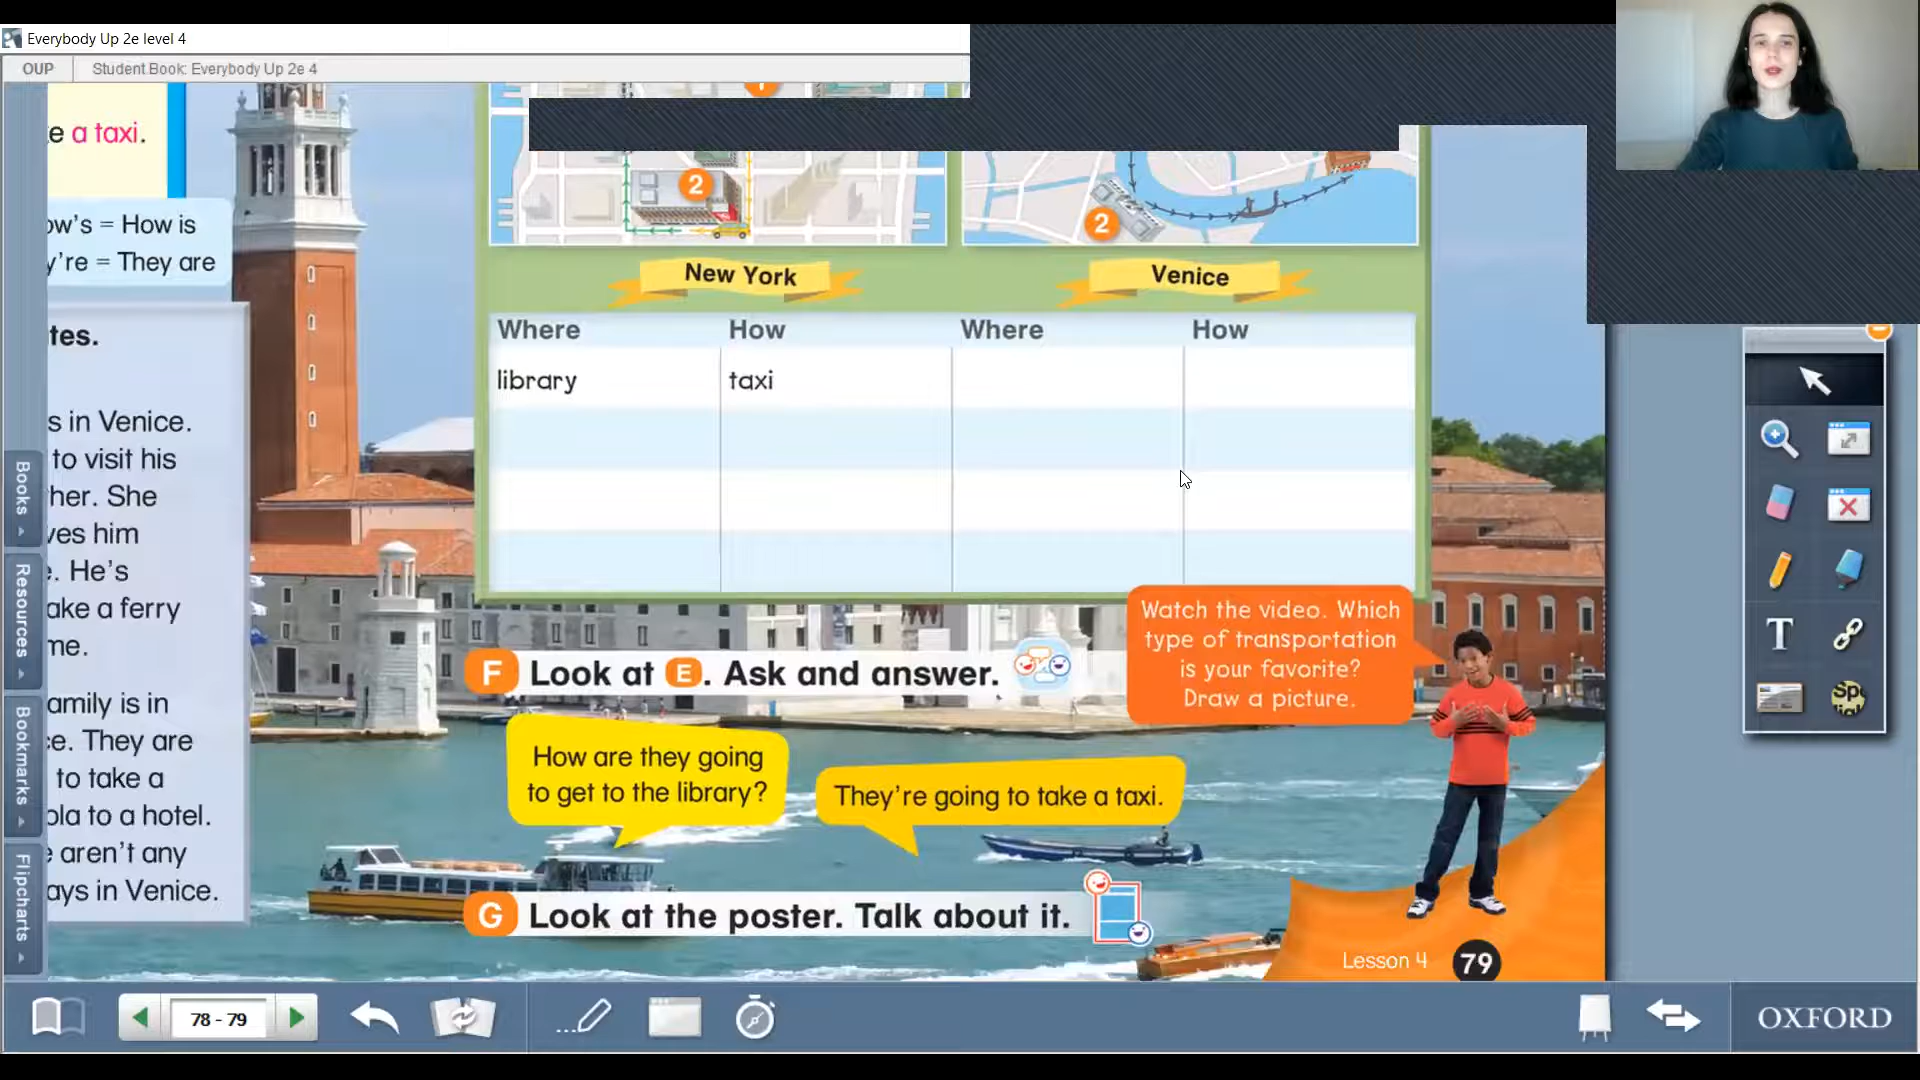 Everybody Up 2e level 4
OUP
Student Book: Everybody Up 2e 4
e a taxi.
ow's = How is
y're = They are
tes.
s in Venice.
to visit his
her. She
ves him
. He's
ake a ferry
me.
amily is in
e. They are
to take a
ola to a hotel.
e aren't any
ays in Venice.
2
2
New York
Venice
Where How Where How
library taxi
Watch the video. Which
type of transportation
is your favorite?
Draw a picture.
F Look at E. Ask and answer.
How are they going
to get to the library?
They're going to take a taxi.
G Look at the poster. Talk about it.
Lesson 4 79
Books
Resources
Bookmarks
Flipcharts
T
78 - 79
OXFORD